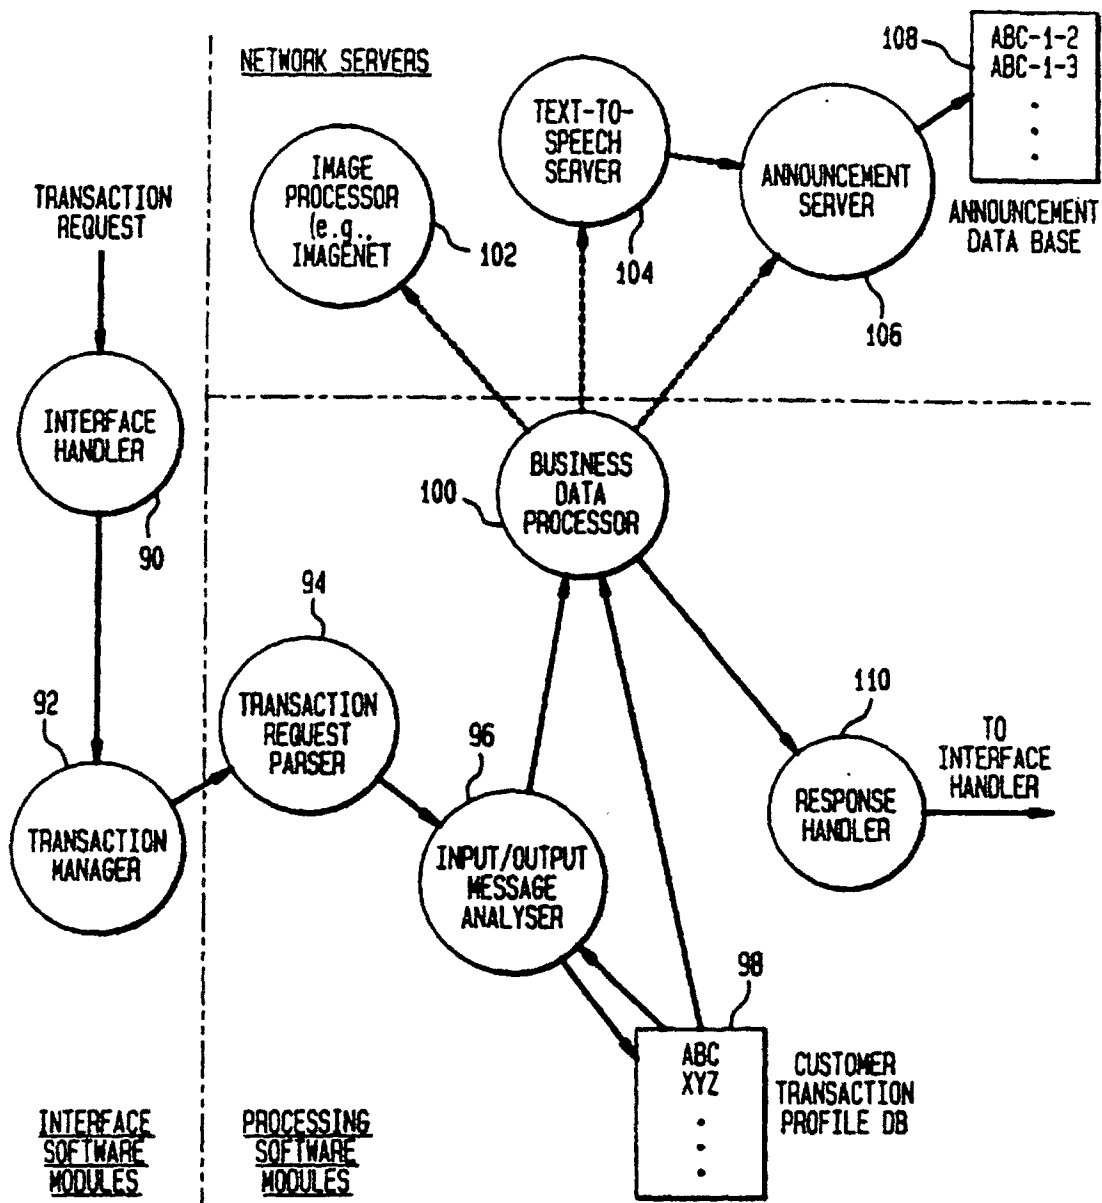 NETWORK SERVERS
108
ABC-1-2
ABC-1-3
TEXT-TO-
SPEECH
SERVER
104
IMAGE
PROCESSOR
(e.g.,
IMAGENET
102
ANNOUNCEMENT
SERVER
106
ANNOUNCEMENT
DATA BASE
TRANSACTION
REQUEST
INTERFACE
HANDLER
90
BUSINESS
DATA
PROCESSOR
100
94
TRANSACTION
REQUEST
PARSER
92
TRANSACTION
MANAGER
96
INPUT/OUTPUT
MESSAGE
ANALYSER
110
RESPONSE
HANDLER
TO
INTERFACE
HANDLER
98
ABC
XYZ
CUSTOMER
TRANSACTION
PROFILE DB
INTERFACE
SOFTWARE
MODULES
PROCESSING
SOFTWARE
MODULES